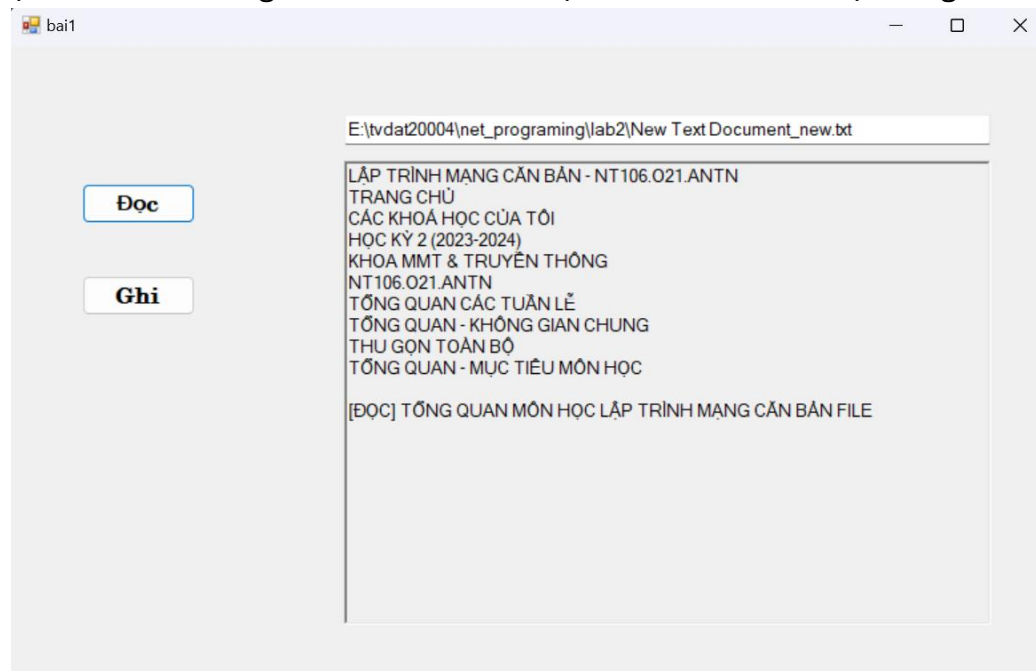 bai1
E:\tvdat20004\net_programing\lab2\New Text Document_new.txt
LẬP TRÌNH MẠNG CĂN BẢN - NT106.O21.ANTN
TRANG CHỦ
Đọc
CÁC KHOÁ HỌC CỦA TÔI
HỌC KỲ 2 (2023-2024)
KHOA MMT & TRUYỀN THÔNG
NT106.O21.ANTN
Ghi
TỔNG QUAN CÁC TUẦN LỄ
TỔNG QUAN - KHÔNG GIAN CHUNG
THU GỌN TOÀN BỘ
TỔNG QUAN - MỤC TIÊU MÔN HỌC
[ĐỌC] TỔNG QUAN MÔN HỌC LẬP TRÌNH MẠNG CĂN BẢN FILE